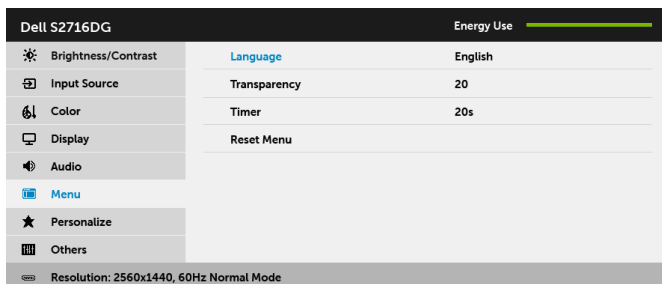 Dell S2716DG Energy Use
Brightness/Contrast Language English
Input Source Transparency 20
Color Timer 20s
Display Reset Menu
Audio
Menu
Personalize
Others
Resolution: 2560x1440, 60Hz Normal Mode